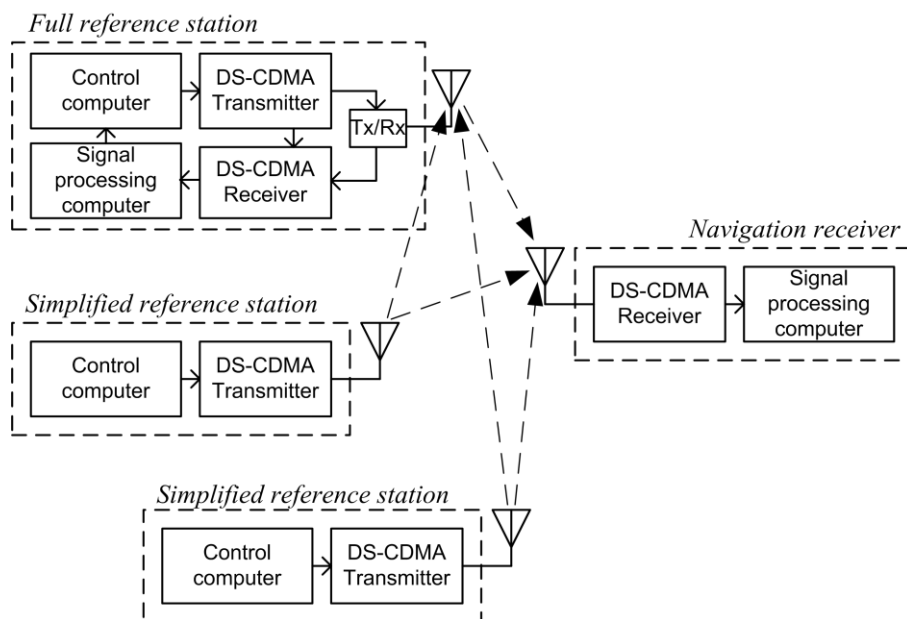 Full reference station
Control
computer
DS-CDMA
Transmitter
Tx/Rx
Signal
processing
computer
DS-CDMA
Receiver
Navigation receiver
DS-CDMA
Receiver
Signal
processing
computer
Simplified reference station
Control
computer
DS-CDMA
Transmitter
Simplified reference station
Control
computer
DS-CDMA
Transmitter